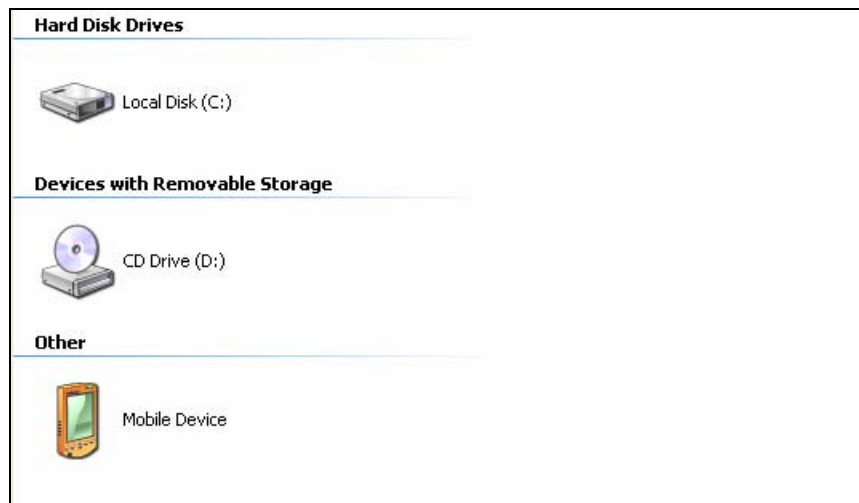 Hard Disk Drives
Local Disk (C:)
Devices with Removable Storage
CD Drive (D:)
Other
Mobile Device